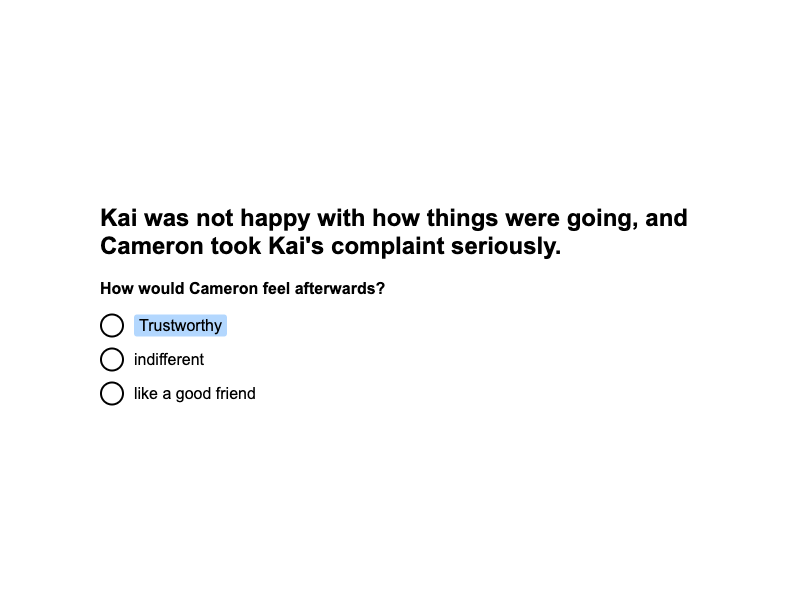 Kai was not happy with how things were going, and
Cameron took Kai's complaint seriously.
How would Cameron feel afterwards?
Trustworthy
indifferent
like a good friend